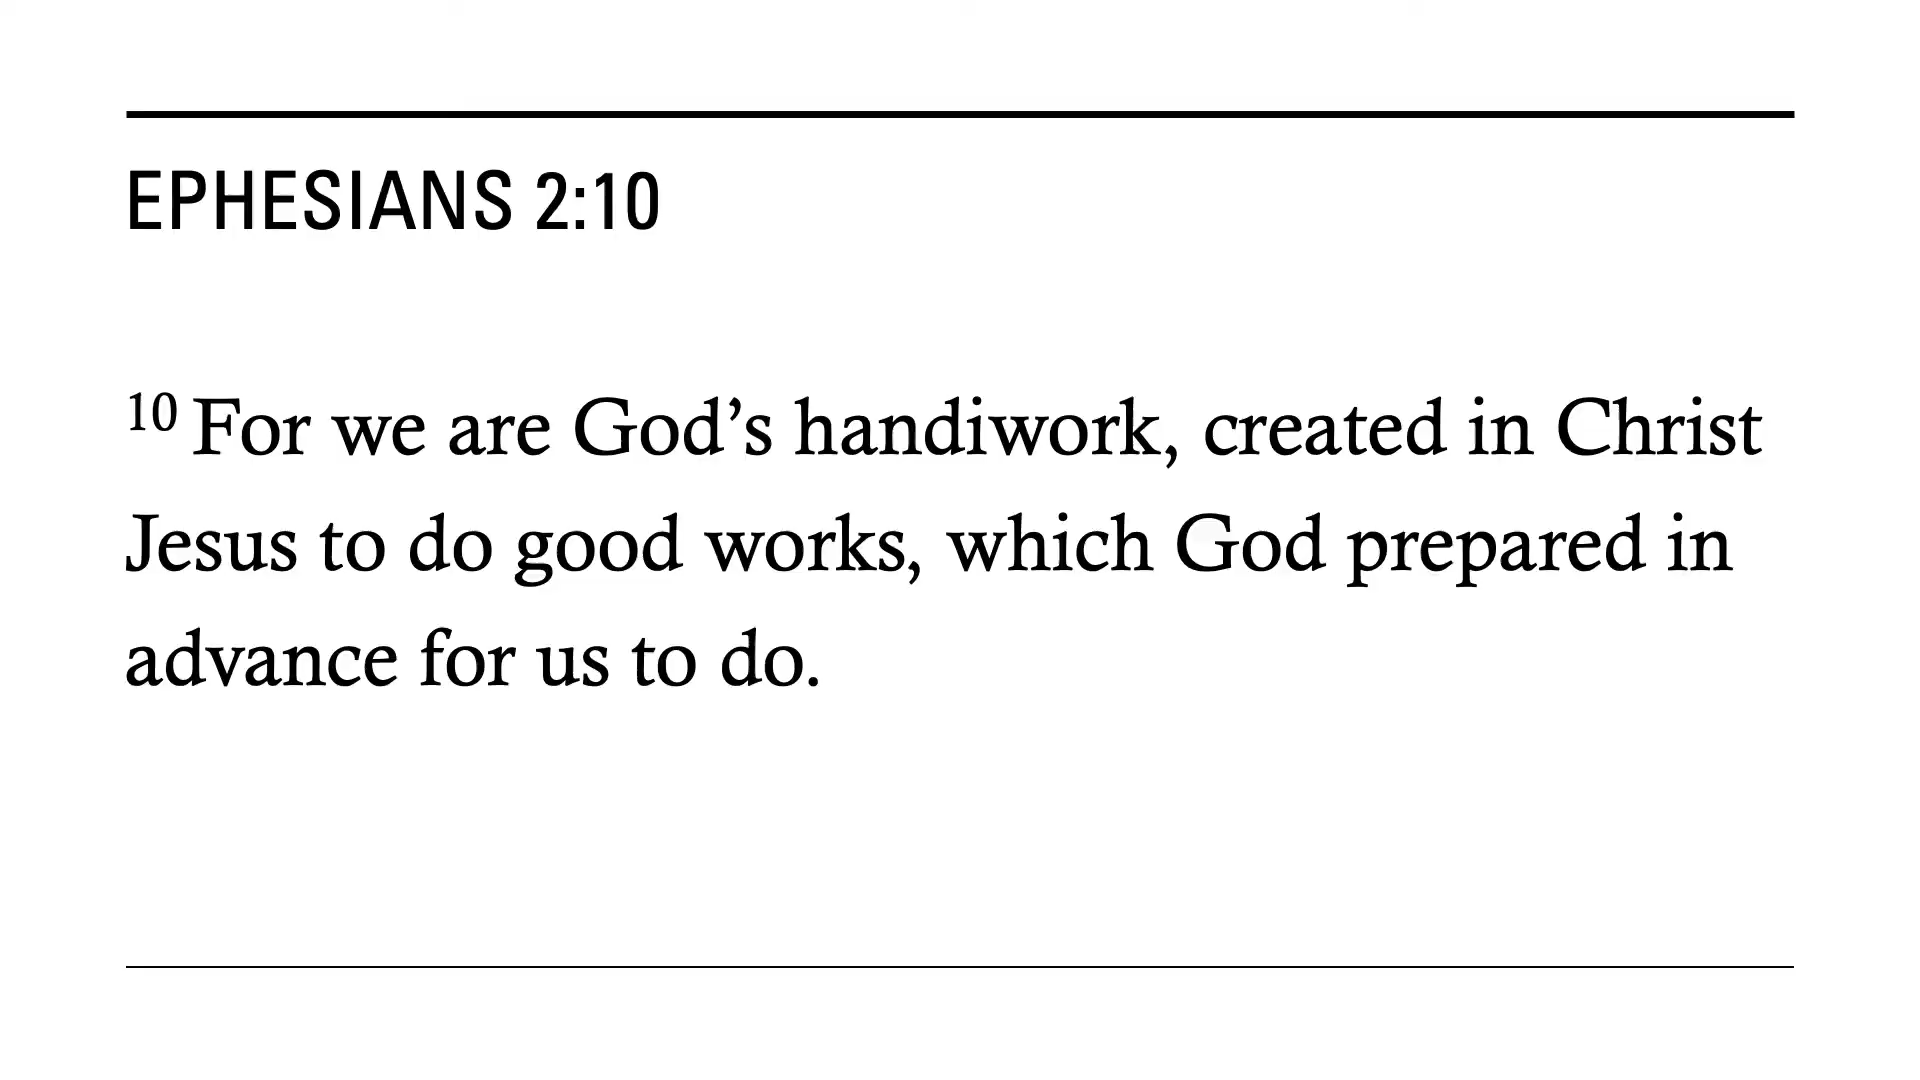 EPHESIANS 2:10
10 For we are God’s handiwork, created in Christ
Jesus to do good works, which God prepared in
advance for us to do.